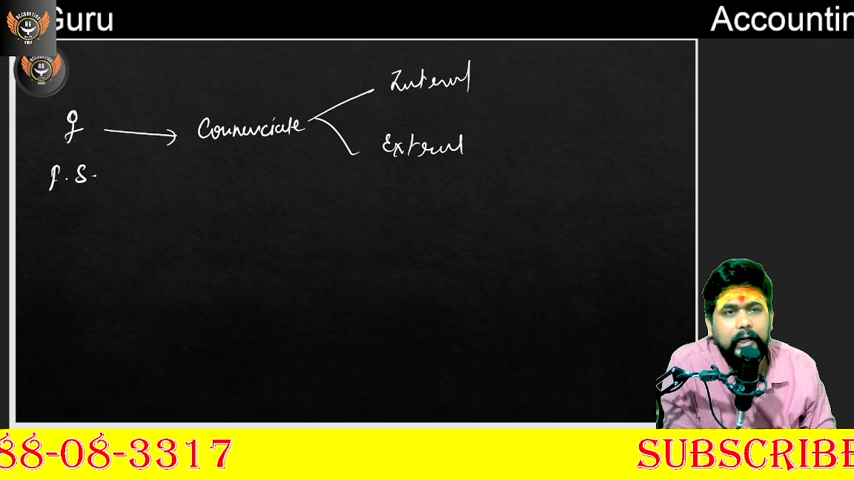 Guru
Accountin
Internal
Communicate
External
f.S.
88-08-3317
SUBSCRIBE